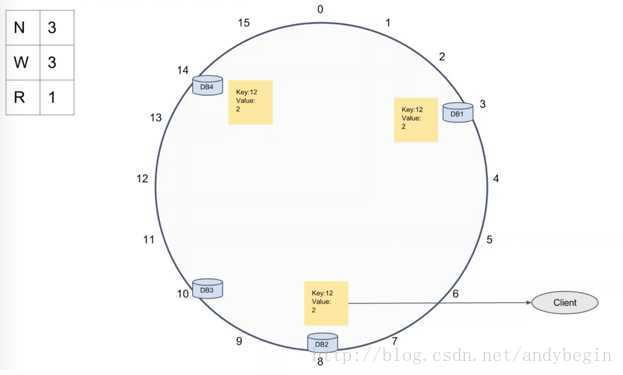 N 3
W 3
R 1
0
1
2
3
4
5
6
7
8
9
10
11
12
13
14
15
DB4
Key:12
Value:
2
Key:12
Value:
2
DB1
DB3
Key:12
Value:
2
Client
DB2
http://blog.csdn.net/andybegin